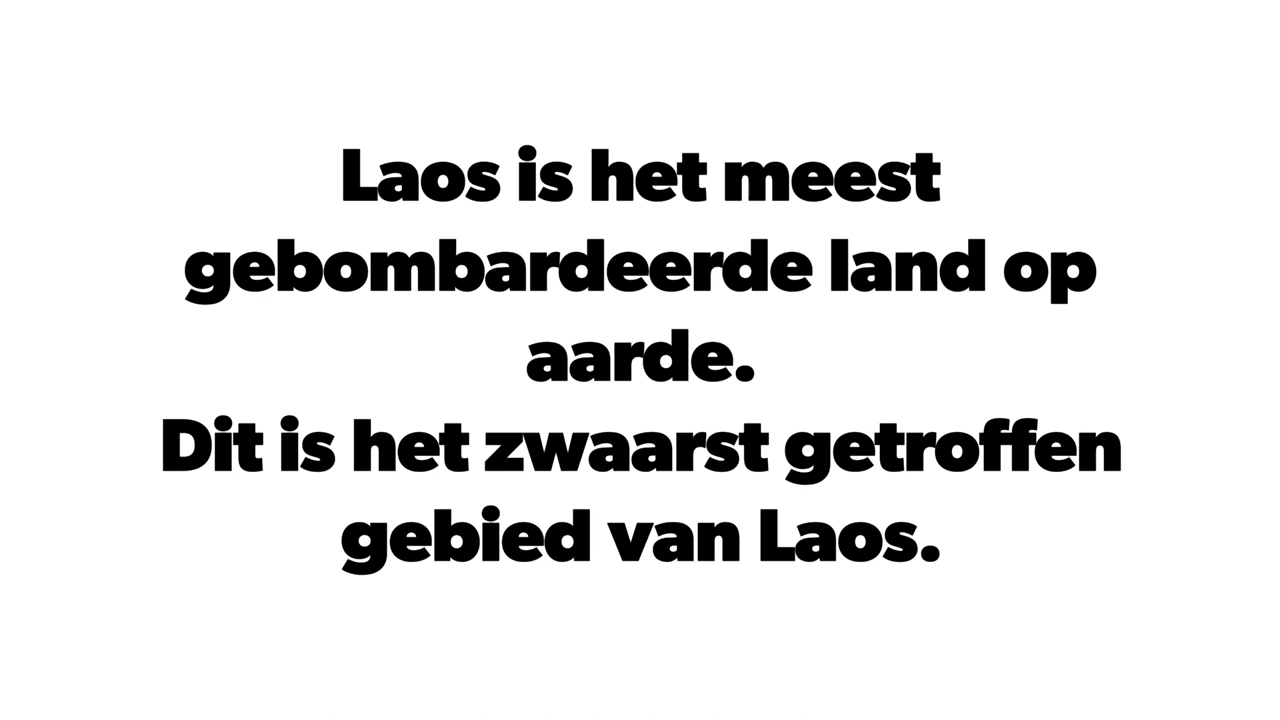 Laos is het meest
gebombardeerde land op
aarde.
Dit is het zwaarst getroffen
gebied van Laos.